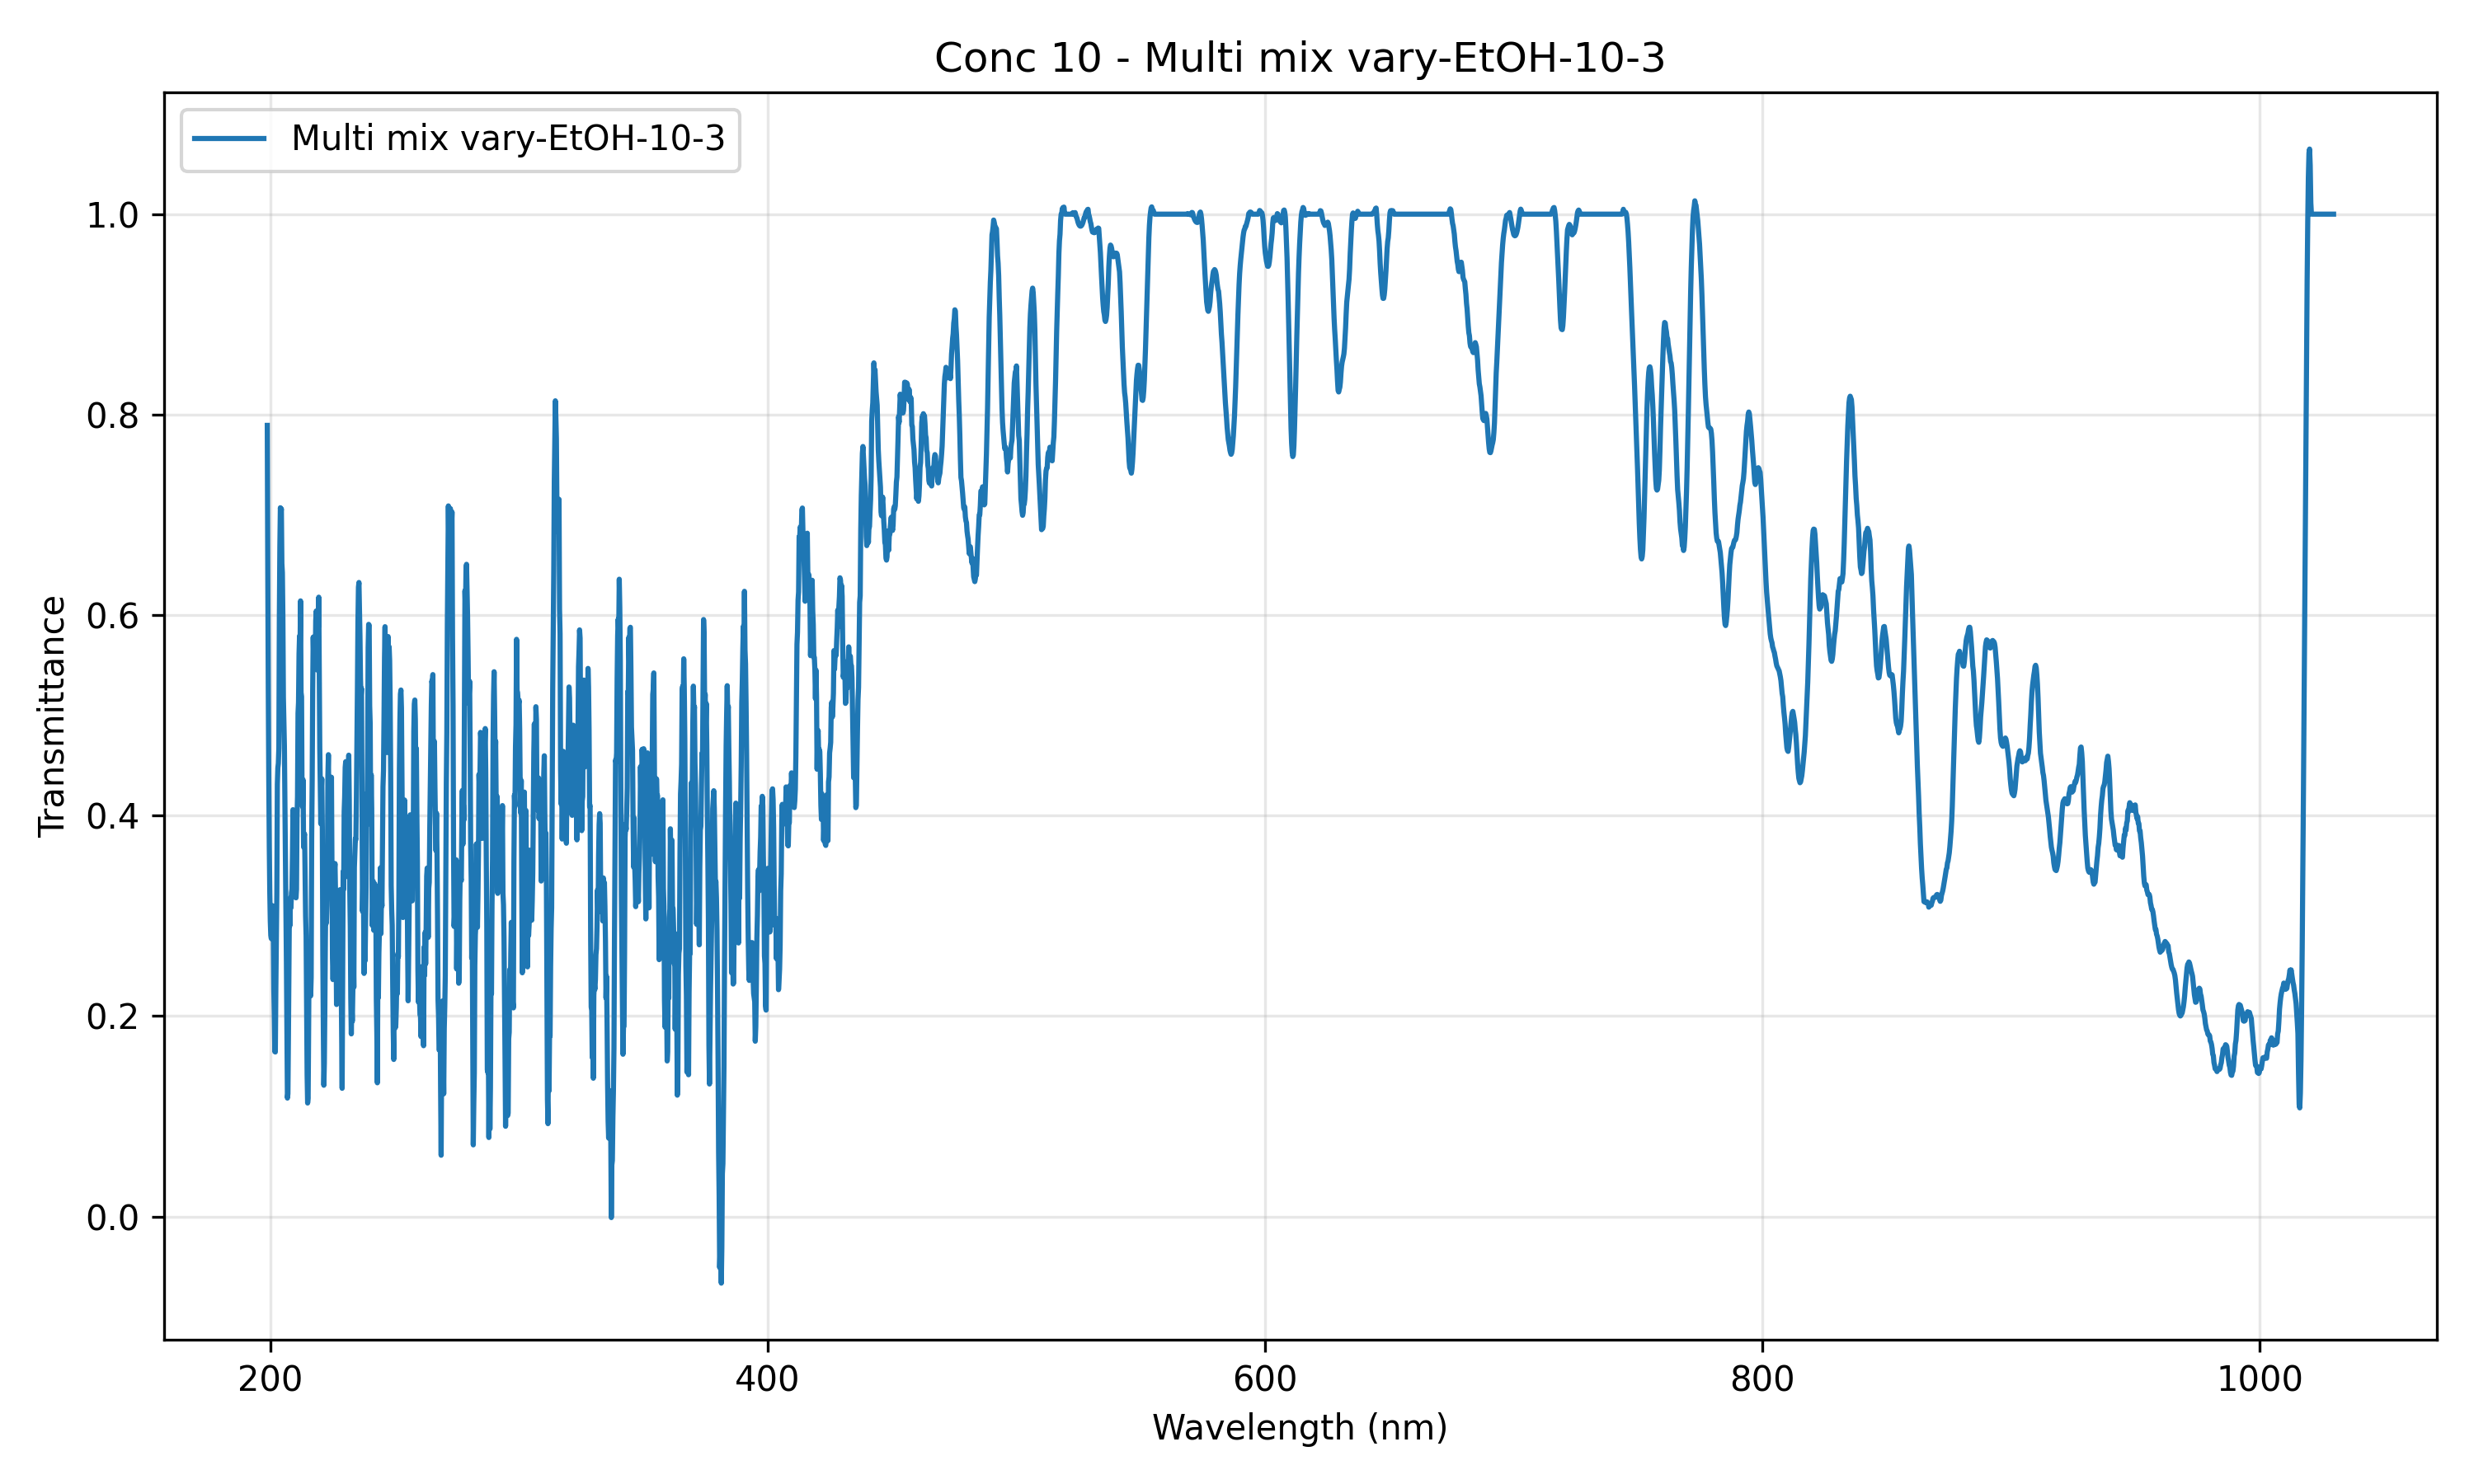 Conc 10 - Multi mix vary-EtOH-10-3
Multi mix vary-EtOH-10-3
Transmittance
1.0
0.8
0.6
0.4
0.2
0.0
200 400 600 800 1000
Wavelength (nm)